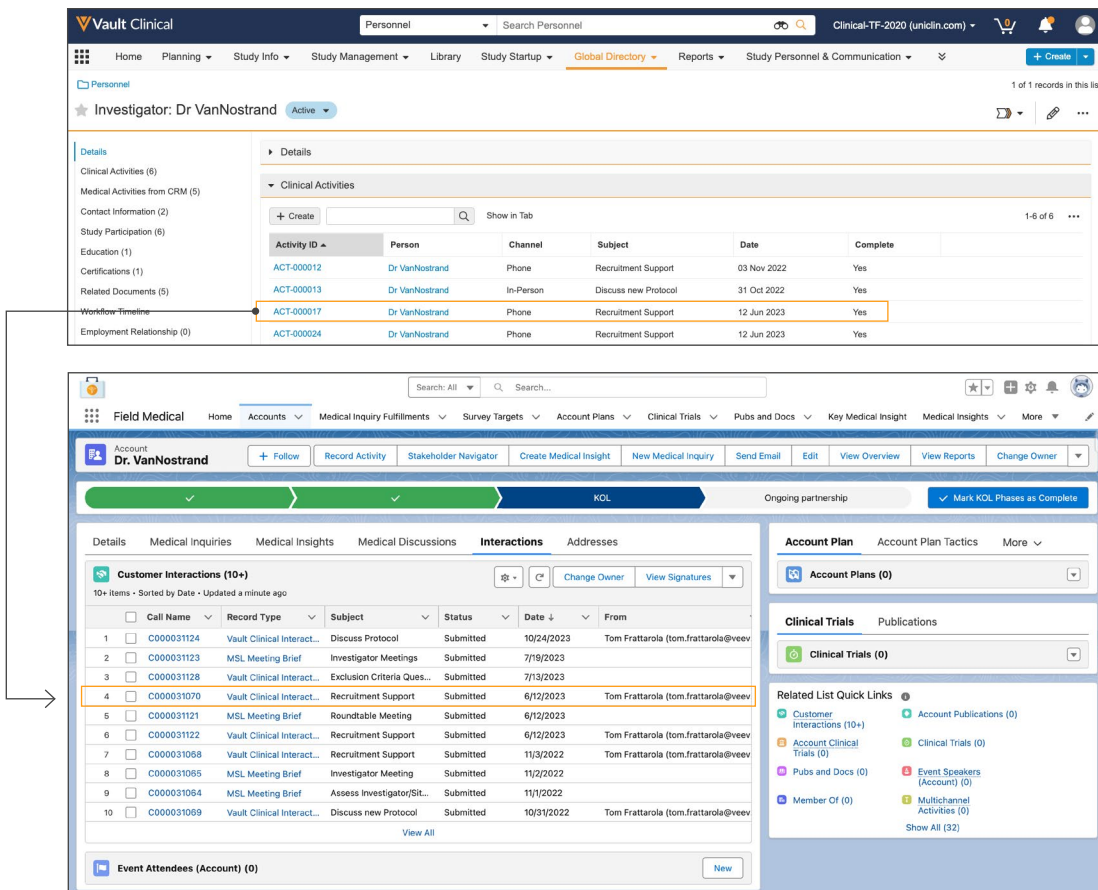 Vault Clinical Personnel Search Personnel Clinical-TF-2020 (uniclin.com) 0
Home Planning Study Info Study Management Library Study Startup Global Directory Reports Study Personnel & Communication + Create
Personnel 1 of 1 records in this lis
Investigator: Dr VanNostrand Active
Details
Clinical Activities (6)
Medical Activities from CRM (5)
Contact Information (2)
Study Participation (6)
Education (1)
Certifications (1)
Related Documents (5)
Workflow Timeline
Employment Relationship (0)
Details
Clinical Activities
+ Create Show in Tab 1-6 of 6
Activity ID Person Channel Subject Date Complete
ACT-000012 Dr VanNostrand Phone Recruitment Support 03 Nov 2022 Yes
ACT-000013 Dr VanNostrand In-Person Discuss new Protocol 31 Oct 2022 Yes
ACT-000017 Dr VanNostrand Phone Recruitment Support 12 Jun 2023 Yes
ACT-000024 Dr VanNostrand Phone Recruitment Support 12 Jun 2023 Yes
Search: All Search...
Field Medical Home Accounts Medical Inquiry Fulfillments Survey Targets Account Plans Clinical Trials Pubs and Docs Key Medical Insight Medical Insights More
Account
Dr. VanNostrand
+ Follow Record Activity Stakeholder Navigator Create Medical Insight New Medical Inquiry Send Email Edit View Overview View Reports Change Owner
KOL Ongoing partnership Mark KOL Phases as Complete
Details Medical Inquiries Medical Insights Medical Discussions Interactions Addresses
Customer Interactions (10+) Change Owner View Signatures
10+ items • Sorted by Date • Updated a minute ago
Call Name Record Type Subject Status Date From
1 C000031124 Vault Clinical Interact... Discuss Protocol Submitted 10/24/2023 Tom Frattarola (tom.frattarola@veev
2 C000031123 MSL Meeting Brief Investigator Meetings Submitted 7/19/2023
3 C000031128 Vault Clinical Interact... Exclusion Criteria Ques... Submitted 7/13/2023
4 C000031070 Vault Clinical Interact... Recruitment Support Submitted 6/12/2023 Tom Frattarola (tom.frattarola@veev
5 C000031121 MSL Meeting Brief Roundtable Meeting Submitted 6/12/2023
6 C000031122 Vault Clinical Interact... Recruitment Support Submitted 6/12/2023 Tom Frattarola (tom.frattarola@veev
7 C000031068 Vault Clinical Interact... Recruitment Support Submitted 11/3/2022 Tom Frattarola (tom.frattarola@veev
8 C000031065 MSL Meeting Brief Investigator Meeting Submitted 11/2/2022
9 C000031064 MSL Meeting Brief Assess Investigator/Sit... Submitted 11/1/2022
10 C000031069 Vault Clinical Interact... Discuss new Protocol Submitted 10/31/2022 Tom Frattarola (tom.frattarola@veev
View All
Event Attendees (Account) (0) New
Account Plan Account Plan Tactics More
Account Plans (0)
Clinical Trials Publications
Clinical Trials (0)
Related List Quick Links
Customer Interactions (10+)
Account Publications (0)
Account Clinical Trials (0)
Clinical Trials (0)
Pubs and Docs (0)
Event Speakers (Account) (0)
Member Of (0)
Multichannel Activities (0)
Show All (32)